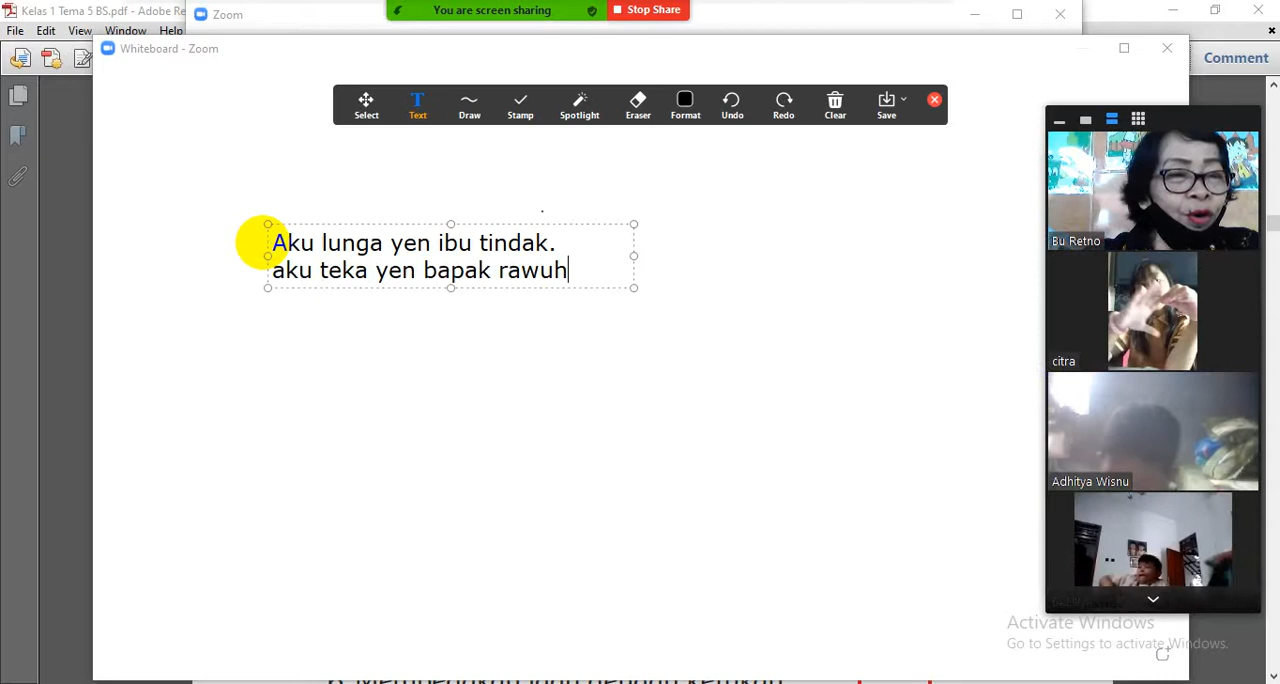 Kelas 1 Tema 5 BS.pdf - Adobe Re
Zoom
You are screen sharing
Stop Share
File Edit View Window Help
Whiteboard - Zoom
Comment
Select Text Draw Stamp Spotlight Eraser Format Undo Redo Clear Save
Aku lunga yen ibu tindak.
aku teka yen bapak rawuh
Bu Retno
citra
Adhitya Wisnu
Activate Windows
Go to Settings to activate Windows.